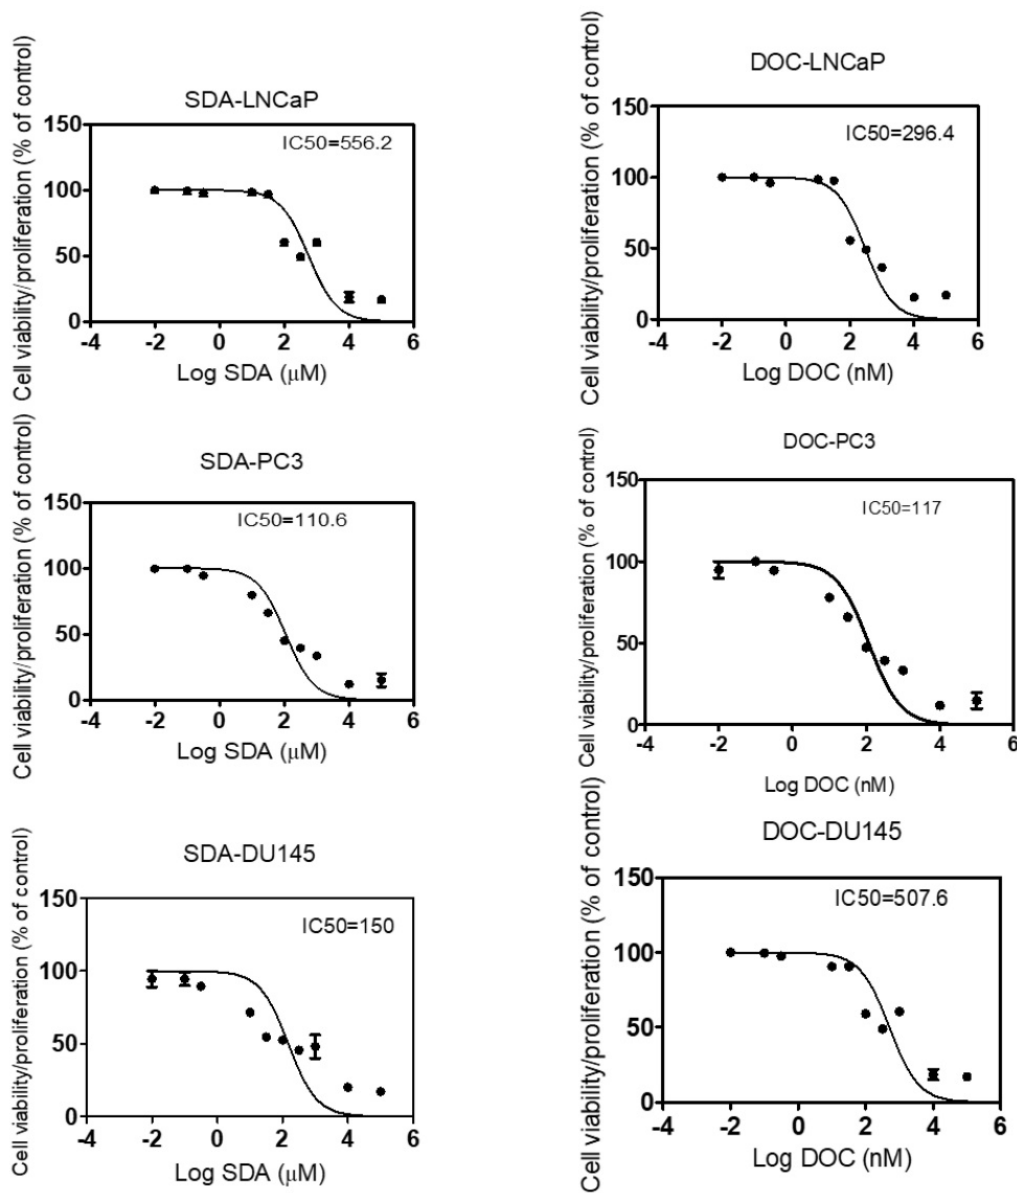 SDA-LNCaP
Cell viability/proliferation (% of control)
IC50=556.2
150
100
50
0
-4 -2 0 2 4 6
Log SDA (μM)
DOC-LNCaP
Cell viability/proliferation (% of control)
IC50=296.4
150
100
50
0
-4 -2 0 2 4 6
Log DOC (nM)
SDA-PC3
Cell viability/proliferation (% of control)
IC50=110.6
150
100
50
0
-4 -2 0 2 4 6
Log SDA (μM)
DOC-PC3
Cell viability/proliferation (% of control)
IC50=117
150
100
50
0
-4 -2 0 2 4 6
Log DOC (nM)
SDA-DU145
Cell viability/proliferation (% of control)
IC50=150
150
100
50
0
-4 -2 0 2 4 6
Log SDA (μM)
DOC-DU145
Cell viability/proliferation (% of control)
IC50=507.6
150
100
50
0
-4 -2 0 2 4 6
Log DOC (nM)